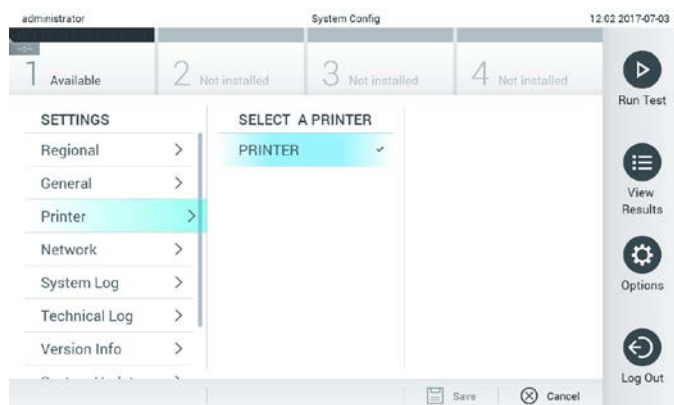 administrator System Config 12:02 2017-07-03
1 Available 2 Not installed 3 Not installed 4 Not installed
Run Test
SETTINGS
Regional
General
Printer
Network
System Log
Technical Log
Version Info
SELECT A PRINTER
PRINTER
View
Results
Options
Log Out
Save Cancel